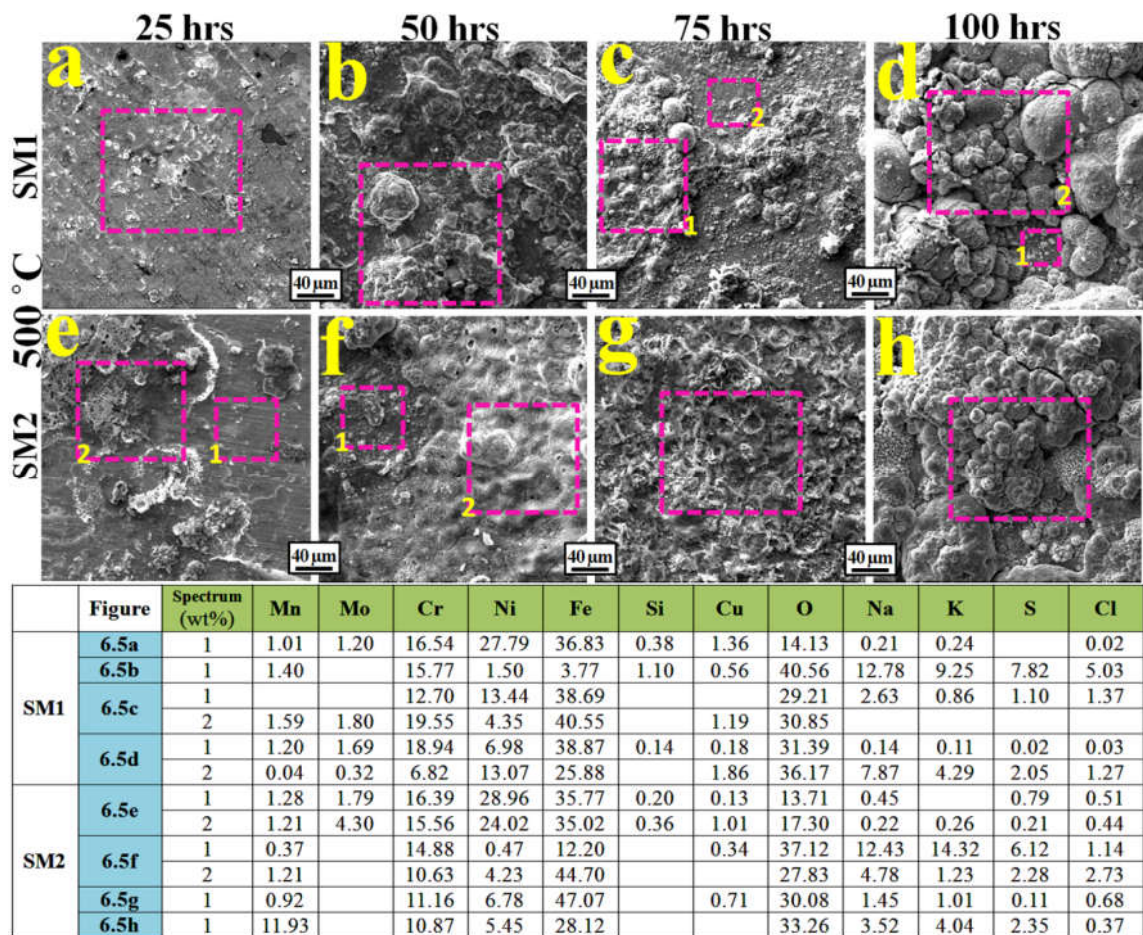 25 hrs 50 hrs 75 hrs 100 hrs
500 °C
SM1
a
40 µm
b
40 µm
c
2
1
40 µm
d
2
1
40 µm
SM2
e
2
1
40 µm
f
1
2
40 µm
g
40 µm
h
40 µm
Figure Spectrum (wt%) Mn Mo Cr Ni Fe Si Cu O Na K S Cl
SM1
6.5a 1 1.01 1.20 16.54 27.79 36.83 0.38 1.36 14.13 0.21 0.24 0.02
6.5b 1 1.40 15.77 1.50 3.77 1.10 0.56 40.56 12.78 9.25 7.82 5.03
6.5c 1 12.70 13.44 38.69 29.21 2.63 0.86 1.10 1.37
2 1.59 1.80 19.55 4.35 40.55 1.19 30.85
6.5d 1 1.20 1.69 18.94 6.98 38.87 0.14 0.18 31.39 0.14 0.11 0.02 0.03
2 0.04 0.32 6.82 13.07 25.88 1.86 36.17 7.87 4.29 2.05 1.27
SM2
6.5e 1 1.28 1.79 16.39 28.96 35.77 0.20 0.13 13.71 0.45 0.79 0.51
2 1.21 4.30 15.56 24.02 35.02 0.36 1.01 17.30 0.22 0.26 0.21 0.44
6.5f 1 0.37 14.88 0.47 12.20 0.34 37.12 12.43 14.32 6.12 1.14
2 1.21 10.63 4.23 44.70 27.83 4.78 1.23 2.28 2.73
6.5g 1 0.92 11.16 6.78 47.07 0.71 30.08 1.45 1.01 0.11 0.68
6.5h 1 11.93 10.87 5.45 28.12 33.26 3.52 4.04 2.35 0.37